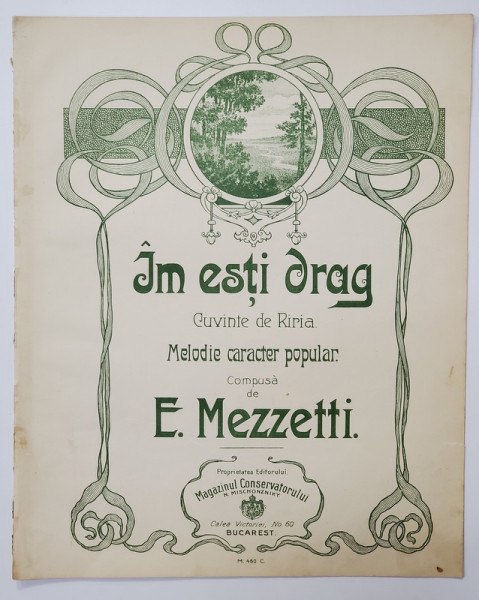 Îm ești drag
Cuvinte de Riria.
Melodie caracter popular.
Compusă
de
E. Mezzetti.
Proprietatea Editorului.
Magazinul Conservatorului
N. MISCHONZNIKY.
Calea Victoriei, No. 60
BUCAREST.
M. 460 C.